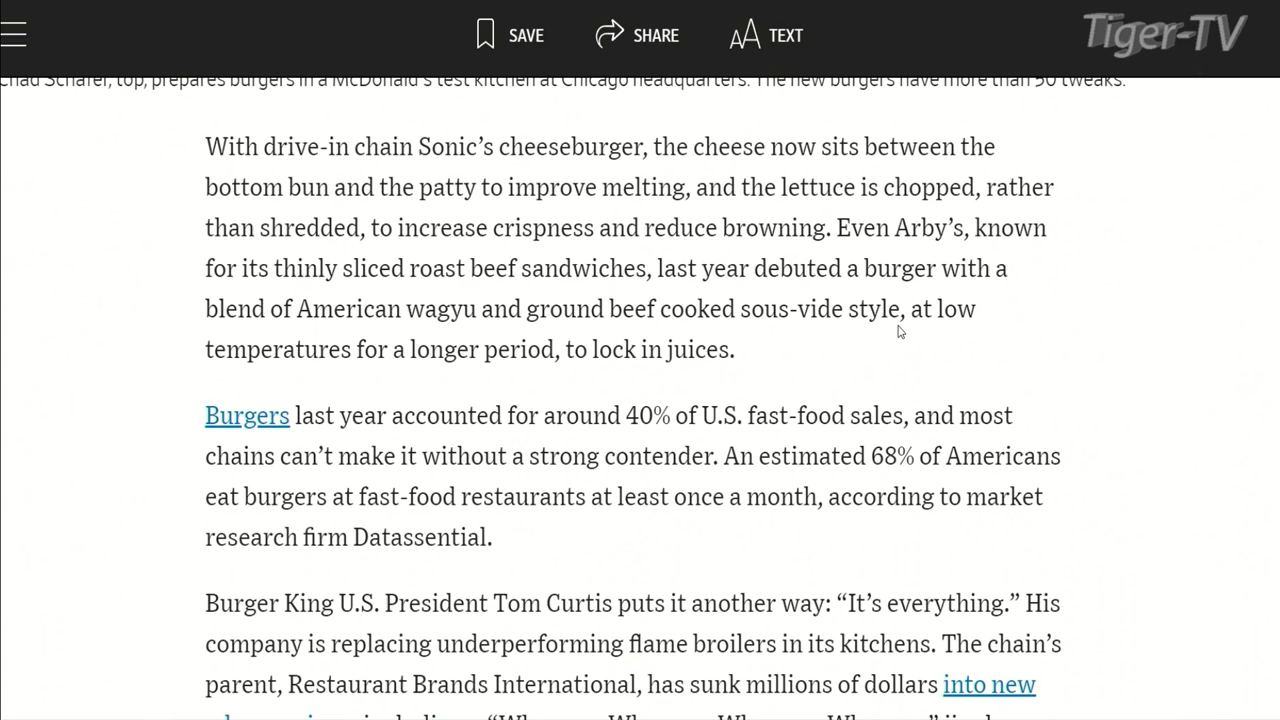 SAVE SHARE TEXT Tiger-TV
Chad Schafer, top, prepares burgers in a McDonald's test kitchen at Chicago headquarters. The new burgers have more than 50 tweaks.
With drive-in chain Sonic’s cheeseburger, the cheese now sits between the
bottom bun and the patty to improve melting, and the lettuce is chopped, rather
than shredded, to increase crispness and reduce browning. Even Arby’s, known
for its thinly sliced roast beef sandwiches, last year debuted a burger with a
blend of American wagyu and ground beef cooked sous-vide style, at low
temperatures for a longer period, to lock in juices.
Burgers last year accounted for around 40% of U.S. fast-food sales, and most
chains can’t make it without a strong contender. An estimated 68% of Americans
eat burgers at fast-food restaurants at least once a month, according to market
research firm Datassential.
Burger King U.S. President Tom Curtis puts it another way: “It’s everything.” His
company is replacing underperforming flame broilers in its kitchens. The chain’s
parent, Restaurant Brands International, has sunk millions of dollars into new